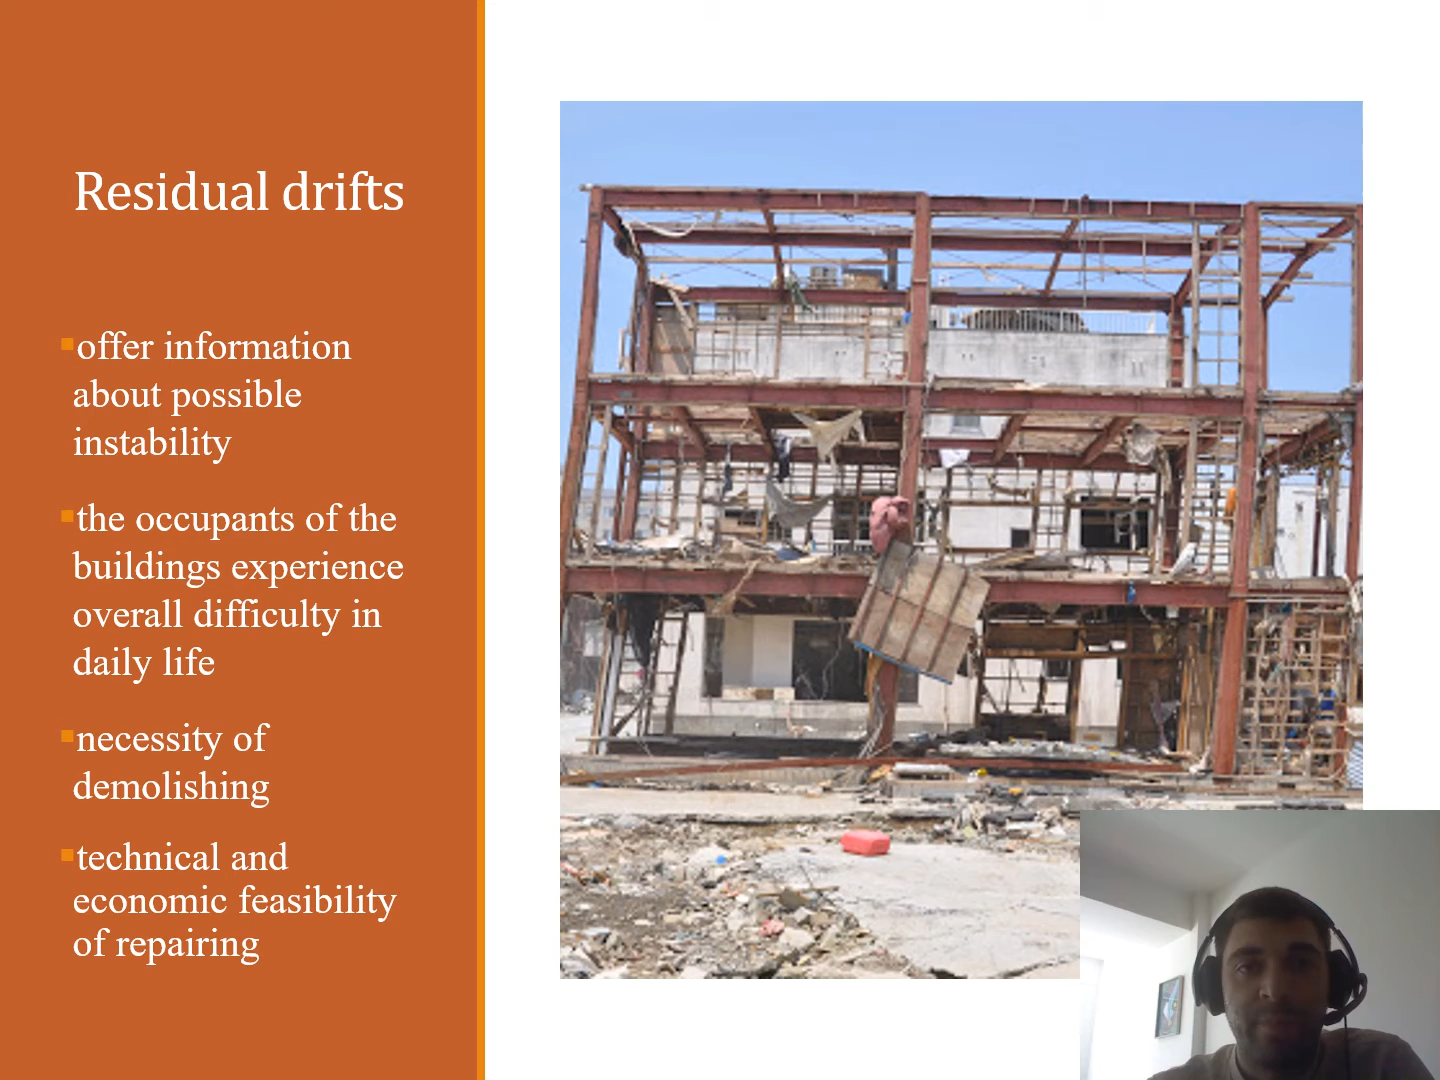 Residual drifts
▪offer information
about possible
instability
▪the occupants of the
buildings experience
overall difficulty in
daily life
▪necessity of
demolishing
▪technical and
economic feasibility
of repairing